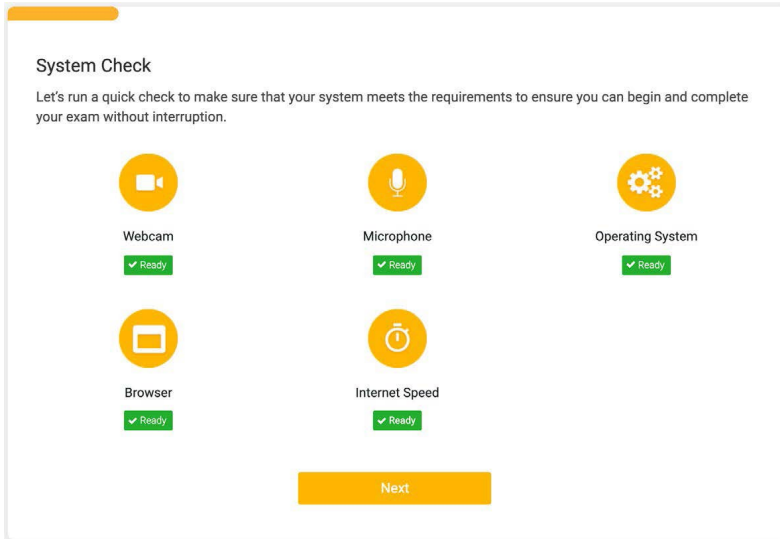 System Check
Let's run a quick check to make sure that your system meets the requirements to ensure you can begin and complete
your exam without interruption.
Webcam
Microphone
Operating System
Ready
Ready
Ready
Browser
Internet Speed
Ready
Ready
Next